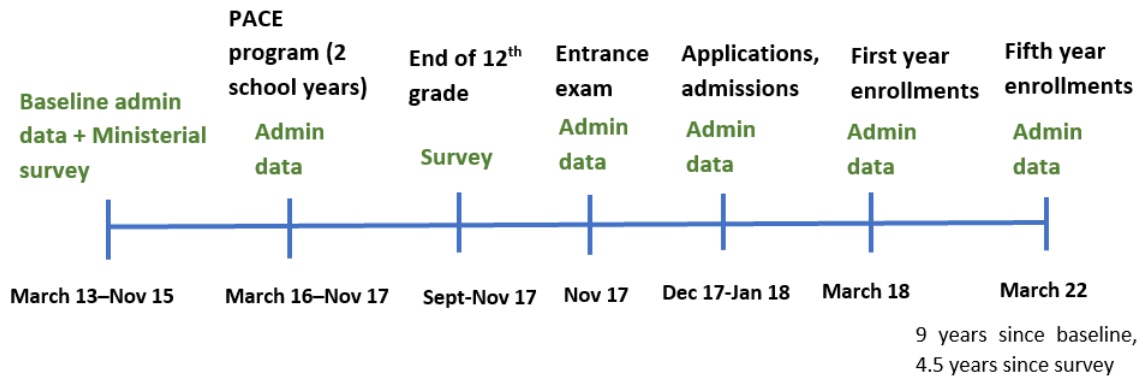 PACE
program (2
school years)
Baseline admin
data + Ministerial
survey
Admin
data
End of 12th
grade
Survey
Entrance
exam
Admin
data
Applications,
admissions
Admin
data
First year
enrollments
Admin
data
Fifth year
enrollments
Admin
data
March 13–Nov 15
March 16–Nov 17
Sept-Nov 17
Nov 17
Dec 17-Jan 18
March 18
March 22
9 years since baseline,
4.5 years since survey